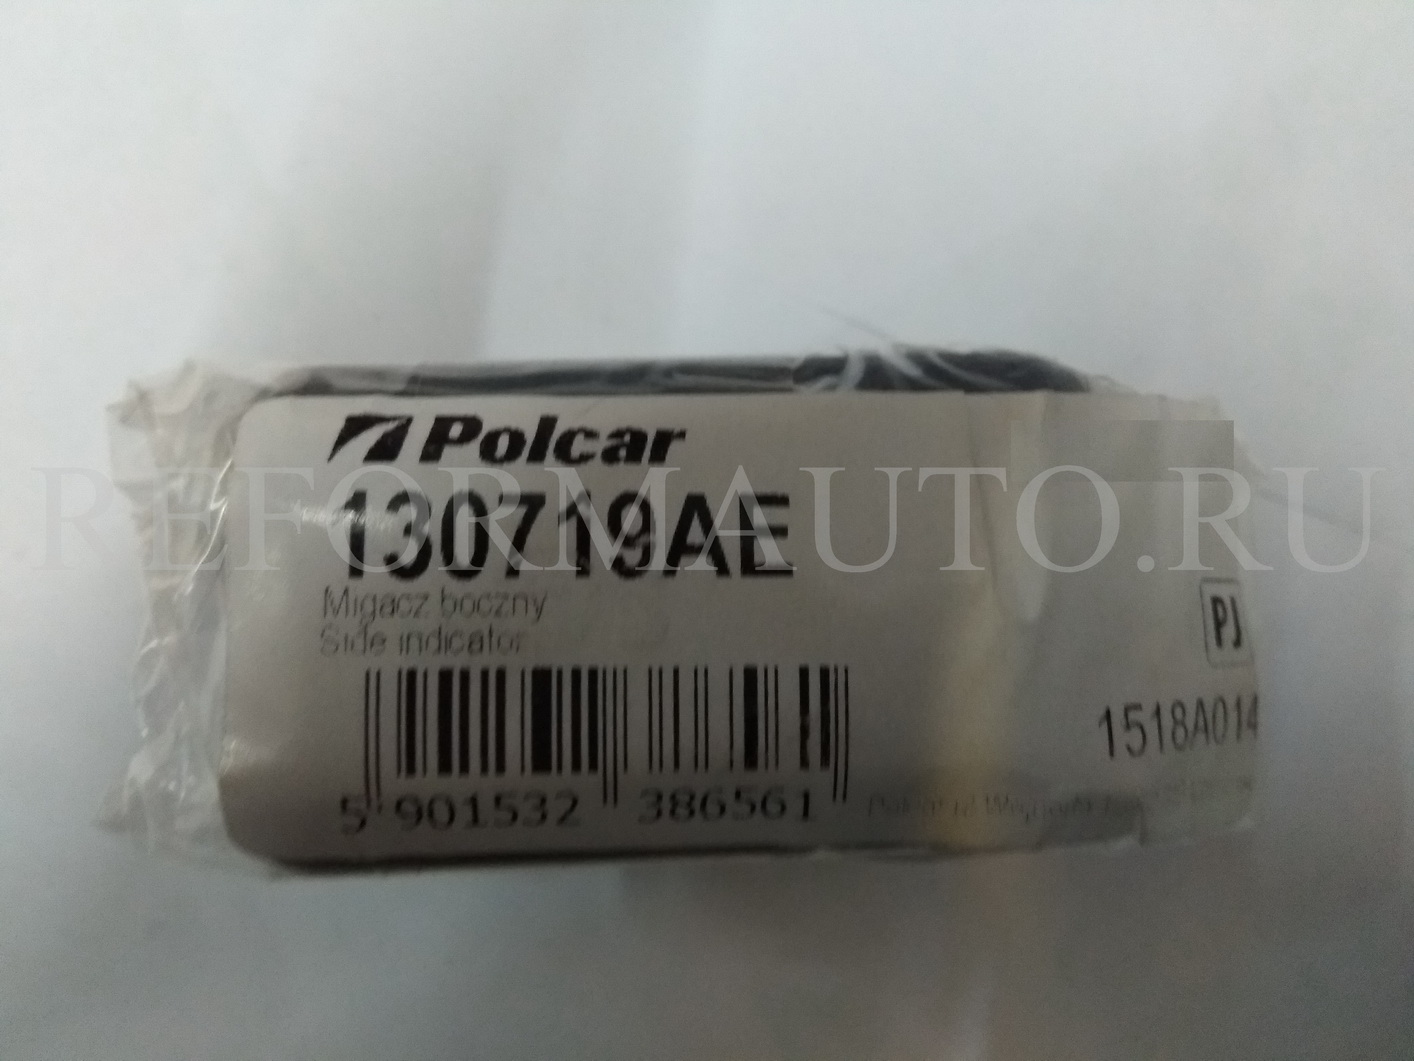 Polcar
REFORMAUTO.RU
130719AE
Migacz boczny
Side indicator
PJ
1518A014
5 901532 386561